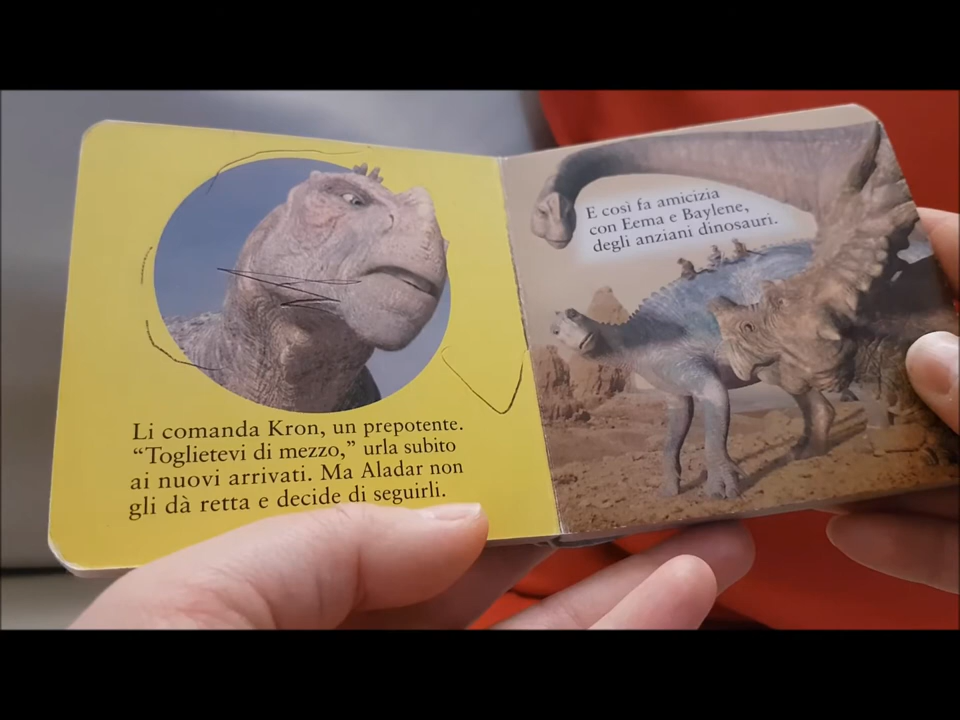 Li comanda Kron, un prepotente.
“Toglietevi di mezzo,” urla subito
ai nuovi arrivati. Ma Aladar non
gli dà retta e decide di seguirli.
E così fa amicizia
con Eema e Baylene,
degli anziani dinosauri.